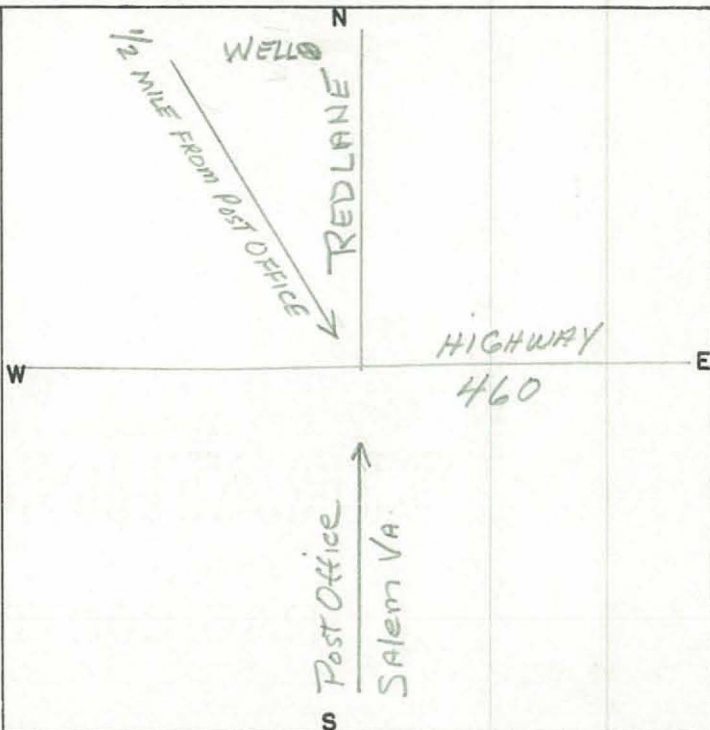 N
WELL
1/2 MILE FROM POST OFFICE
REDLANE
HIGHWAY
W
E
460
Post Office
Salem VA.
S